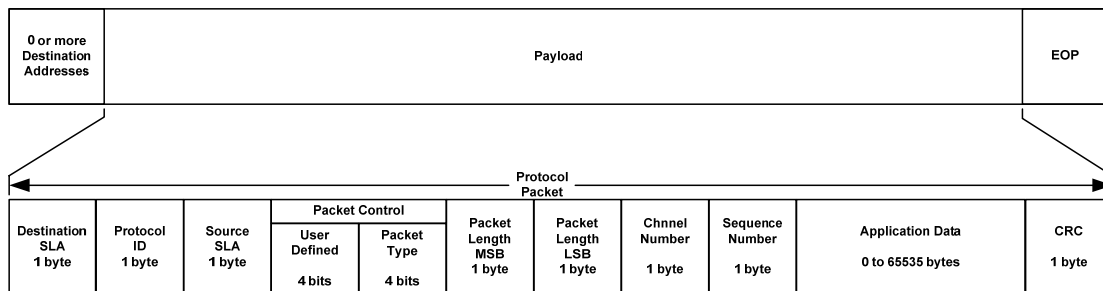 0 or more
Destination
Addresses
Payload
EOP
Protocol
Packet
Destination
SLA
1 byte
Protocol
ID
1 byte
Source
SLA
1 byte
Packet Control
User
Defined
4 bits
Packet
Type
4 bits
Packet
Length
MSB
1 byte
Packet
Length
LSB
1 byte
Chnnel
Number
1 byte
Sequence
Number
1 byte
Application Data
0 to 65535 bytes
CRC
1 byte